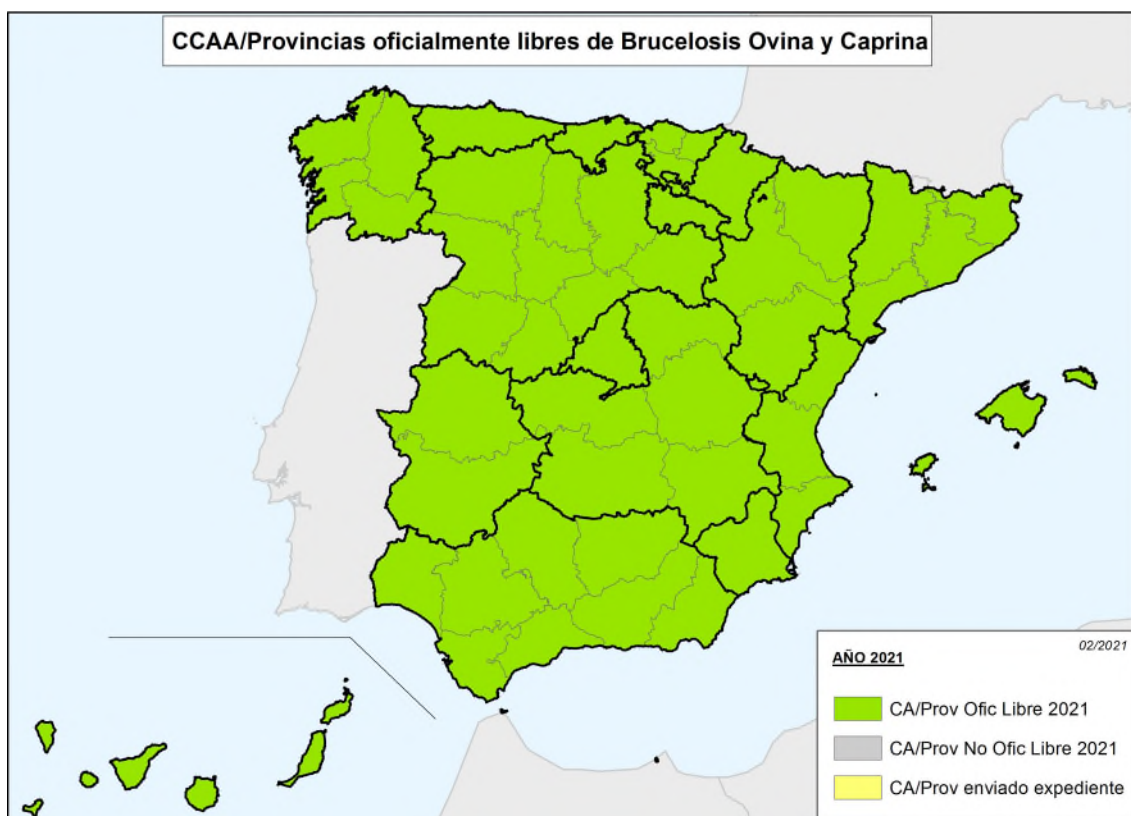 CCAA/Provincias oficialmente libres de Brucelosis Ovina y Caprina
02/2021
AÑO 2021
CA/Prov Ofic Libre 2021
CA/Prov No Ofic Libre 2021
CA/Prov enviado expediente